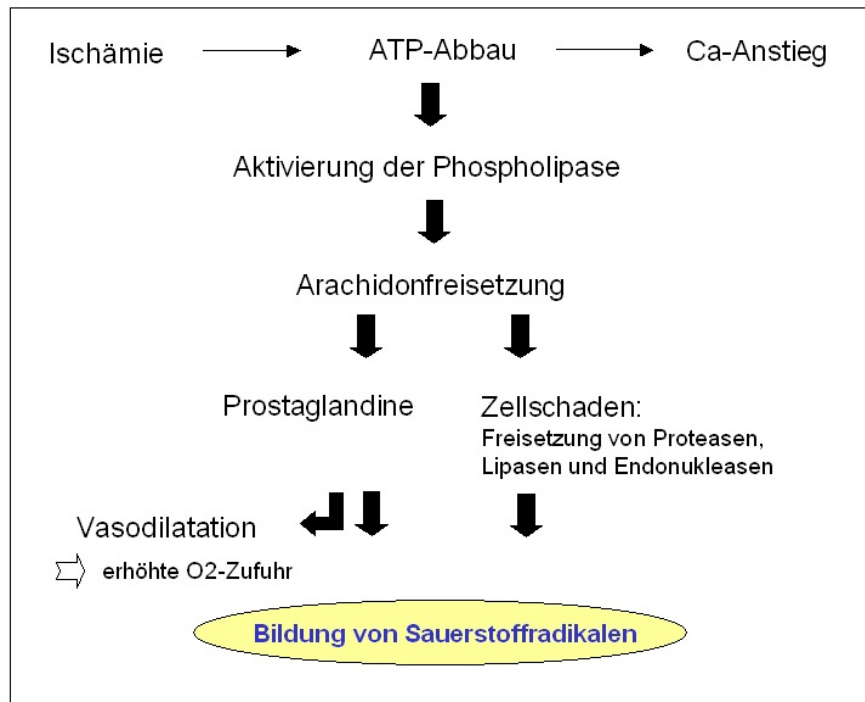 Ischämie ATP-Abbau Ca-Anstieg
Aktivierung der Phospholipase
Arachidonfreisetzung
Prostaglandine
Zellschaden:
Freisetzung von Proteasen,
Lipasen und Endonukleasen
Vasodilatation
erhöhte O2-Zufuhr
Bildung von Sauerstoffradikalen